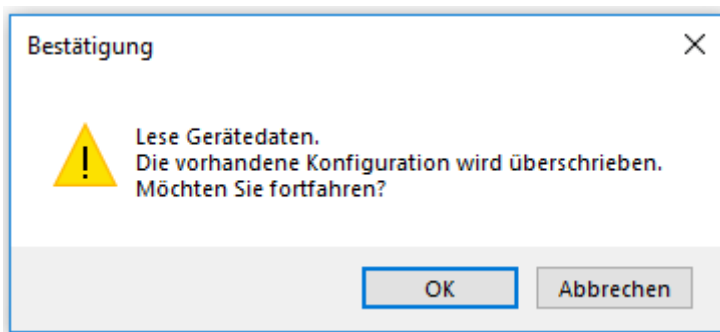 Bestätigung
Lese Gerätedaten.
Die vorhandene Konfiguration wird überschrieben.
Möchten Sie fortfahren?
OK
Abbrechen